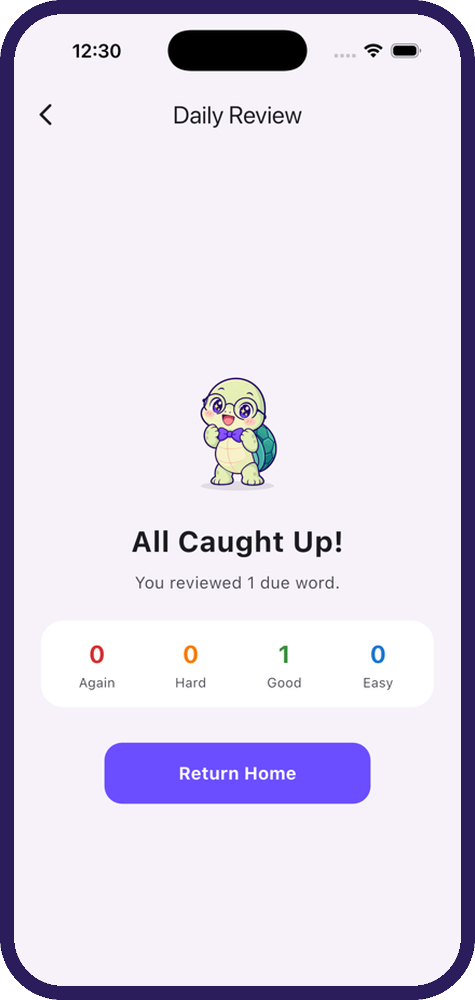 12:30
Daily Review
All Caught Up!
You reviewed 1 due word.
0 0 1 0
Again Hard Good Easy
Return Home